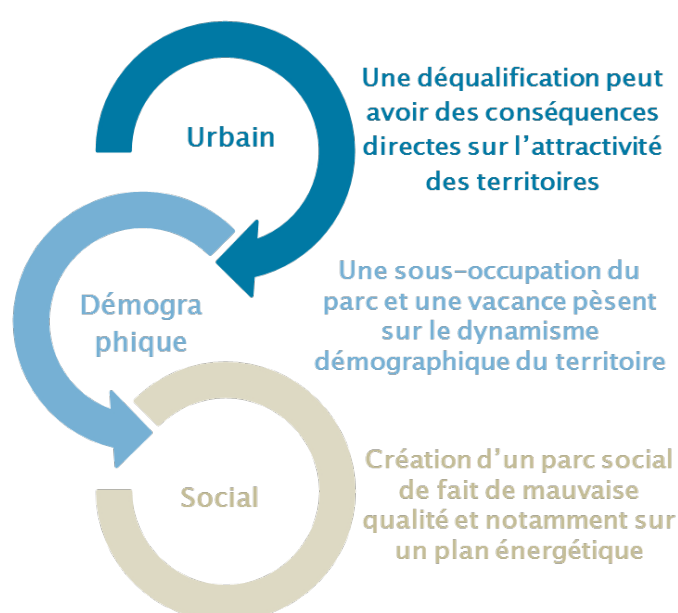 Urbain
Une déqualification peut
avoir des conséquences
directes sur l'attractivité
des territoires
Démogra
phique
Une sous-occupation du
parc et une vacance pèsent
sur le dynamisme
démographique du territoire
Social
Création d'un parc social
de fait de mauvaise
qualité et notamment sur
un plan énergétique